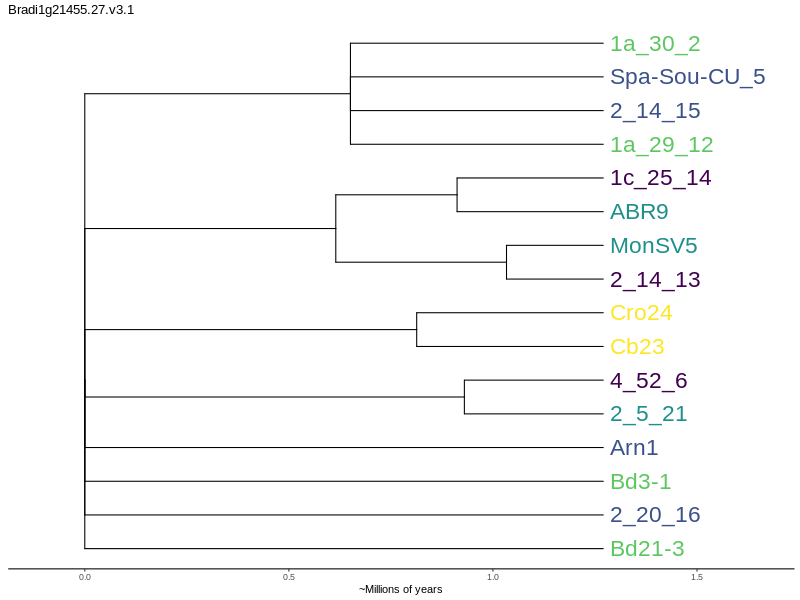 Bradi1g21455.27.v3.1
1a_30_2
Spa-Sou-CU_5
2_14_15
1a_29_12
1c_25_14
ABR9
MonSV5
2_14_13
Cro24
Cb23
4_52_6
2_5_21
Arn1
Bd3-1
2_20_16
Bd21-3
0.0 0.5 1.0 1.5
~Millions of years